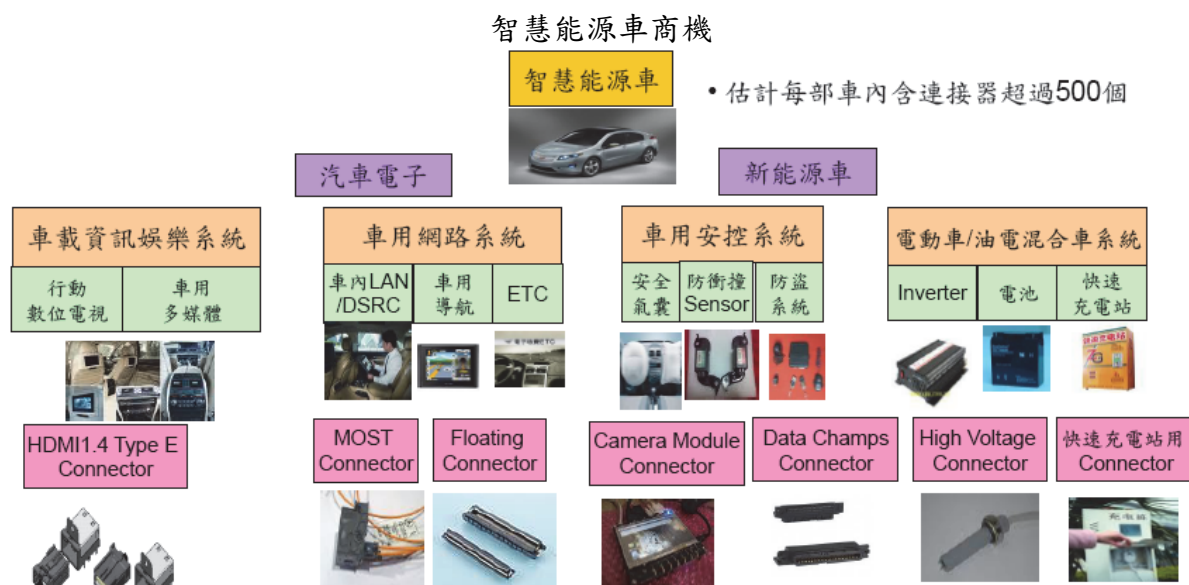 智慧能源車商機
智慧能源車
• 估計每部車內含連接器超過500個
汽車電子
新能源車
車載資訊娛樂系統
行動
數位電視
車用
多媒體
車用網路系統
車內LAN
/DSRC
車用
導航
ETC
車用安控系統
安全
氣囊
防衝撞
Sensor
防盜
系統
電動車/油電混合車系統
Inverter
電池
快速
充電站
HDMI1.4 Type E
Connector
MOST
Connector
Floating
Connector
Camera Module
Connector
Data Champs
Connector
High Voltage
Connector
快速充電站用
Connector